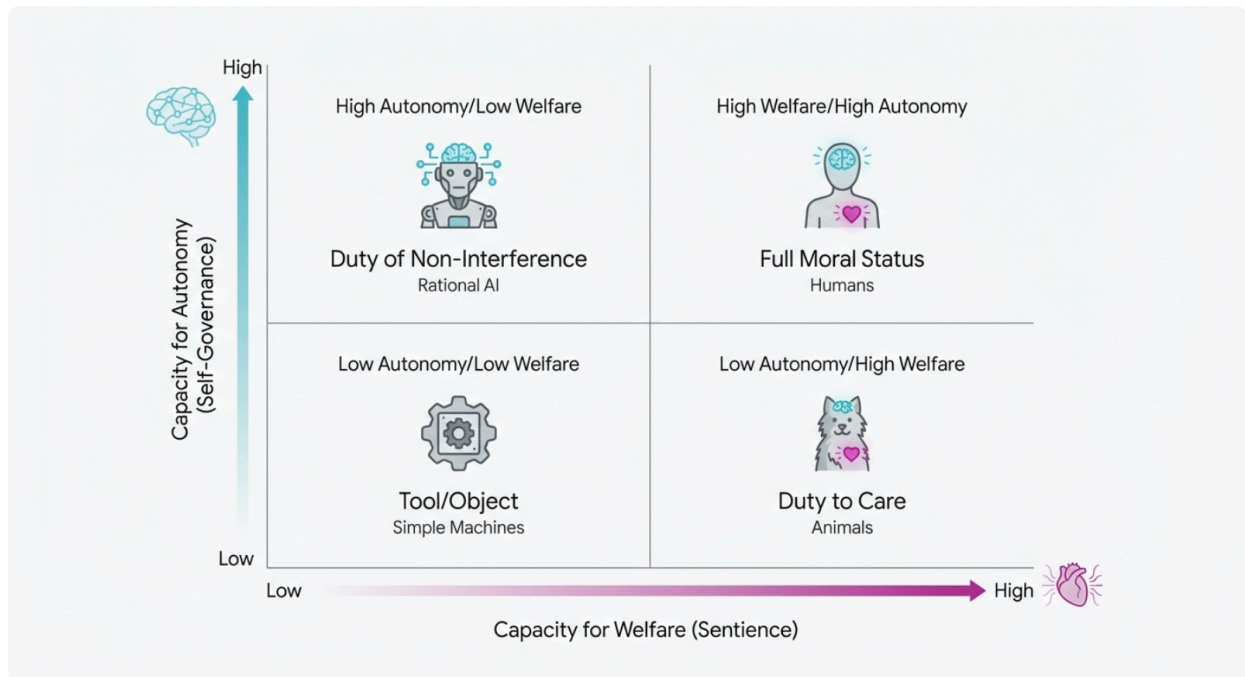 High
High Autonomy/Low Welfare
High Welfare/High Autonomy
Duty of Non-Interference
Rational AI
Full Moral Status
Humans
Capacity for Autonomy
(Self-Governance)
Low Autonomy/Low Welfare
Low Autonomy/High Welfare
Tool/Object
Simple Machines
Duty to Care
Animals
Low
Low
High
Capacity for Welfare (Sentience)